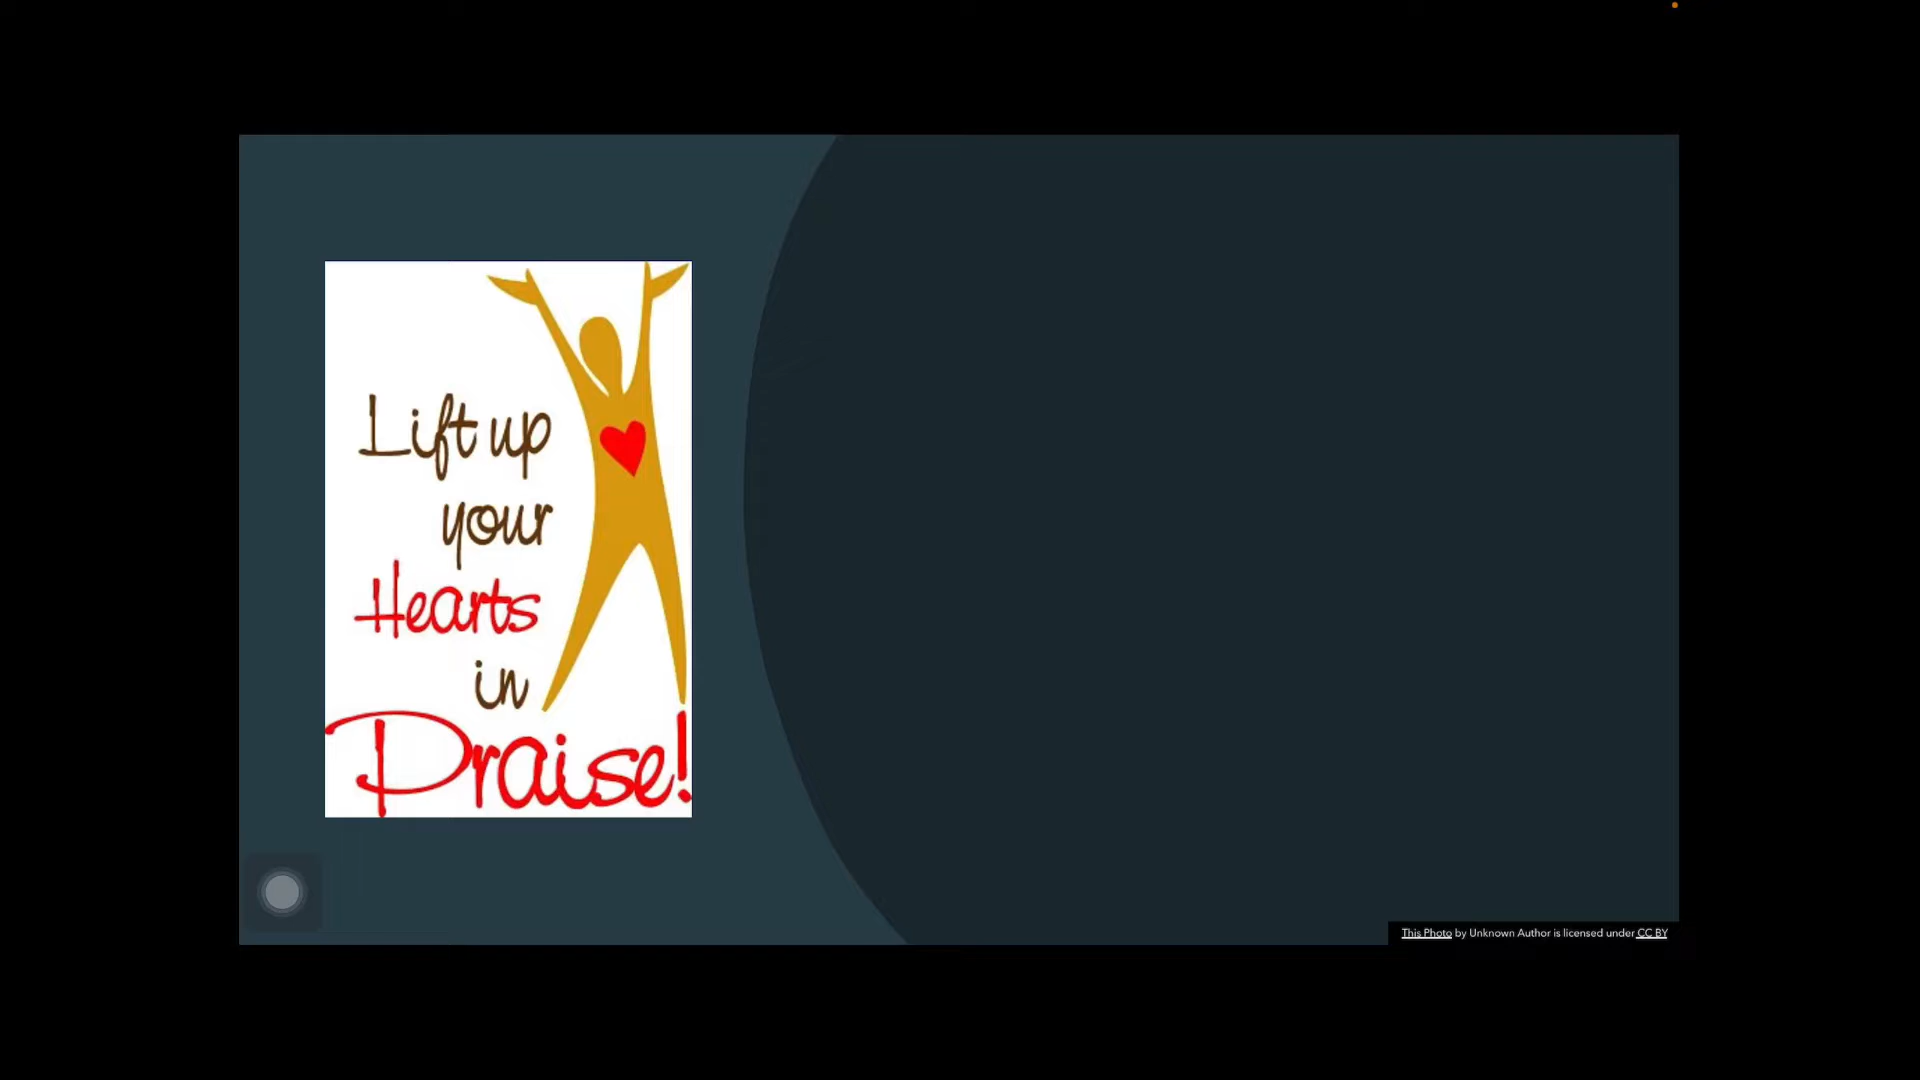 Lift up
your
Hearts
in
Praise!
This Photo by Unknown Author is licensed under CC BY